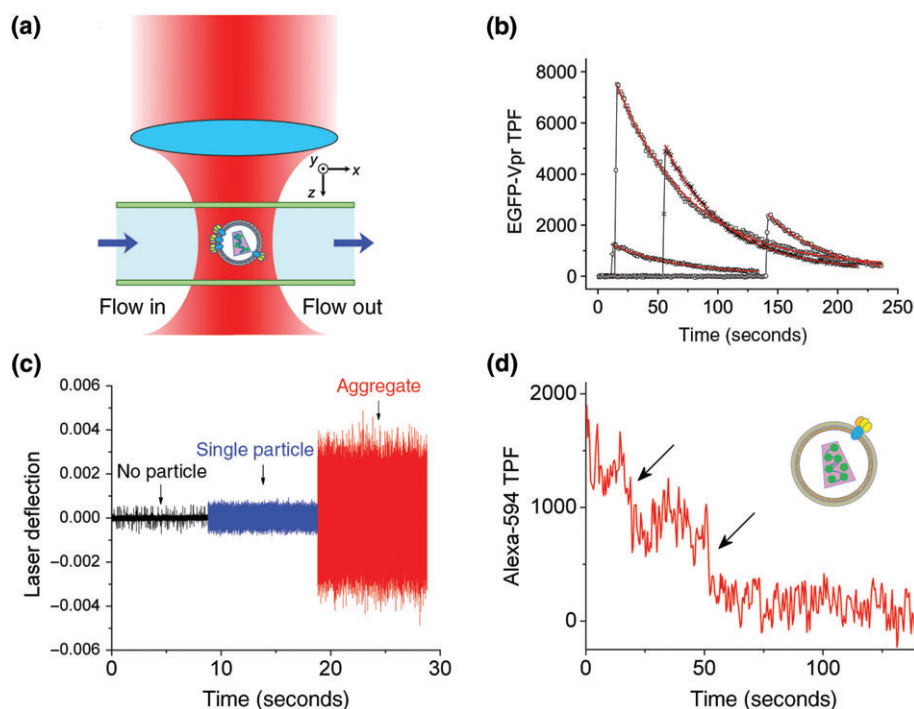 (a)
y
x
z
Flow in
Flow out
(b)
EGFP-Vpr TPF
8000
6000
4000
2000
0
0 50 100 150 200 250
Time (seconds)
(c)
Laser deflection
0.006
0.004
0.002
0.000
−0.002
−0.004
−0.006
No particle
Single particle
Aggregate
0 10 20 30
Time (seconds)
(d)
Alexa-594 TPF
2000
1000
0
0 50 100
Time (seconds)